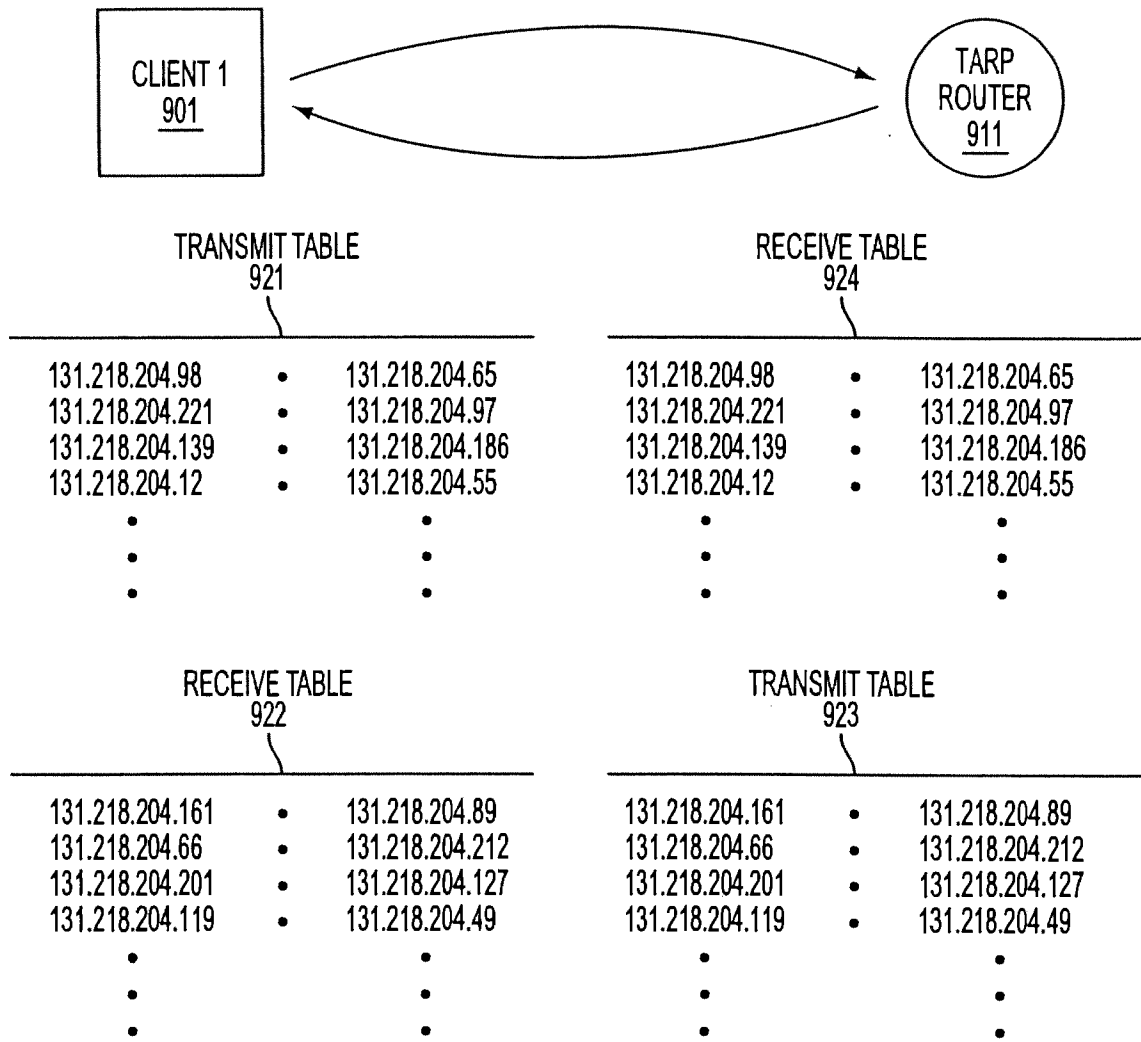 CLIENT 1
901
TARP
ROUTER
911
TRANSMIT TABLE
921
131.218.204.98 • 131.218.204.65
131.218.204.221 • 131.218.204.97
131.218.204.139 • 131.218.204.186
131.218.204.12 • 131.218.204.55
RECEIVE TABLE
924
131.218.204.98 • 131.218.204.65
131.218.204.221 • 131.218.204.97
131.218.204.139 • 131.218.204.186
131.218.204.12 • 131.218.204.55
RECEIVE TABLE
922
131.218.204.161 • 131.218.204.89
131.218.204.66 • 131.218.204.212
131.218.204.201 • 131.218.204.127
131.218.204.119 • 131.218.204.49
TRANSMIT TABLE
923
131.218.204.161 • 131.218.204.89
131.218.204.66 • 131.218.204.212
131.218.204.201 • 131.218.204.127
131.218.204.119 • 131.218.204.49